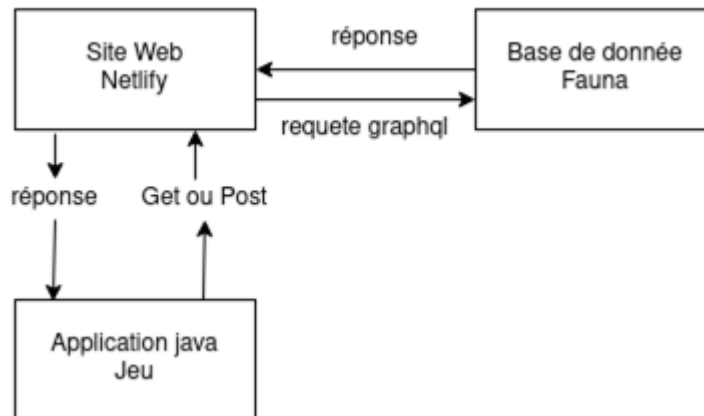 Site Web
Netlify
réponse
Base de donnée
Fauna
requete graphql
réponse
Get ou Post
Application java
Jeu